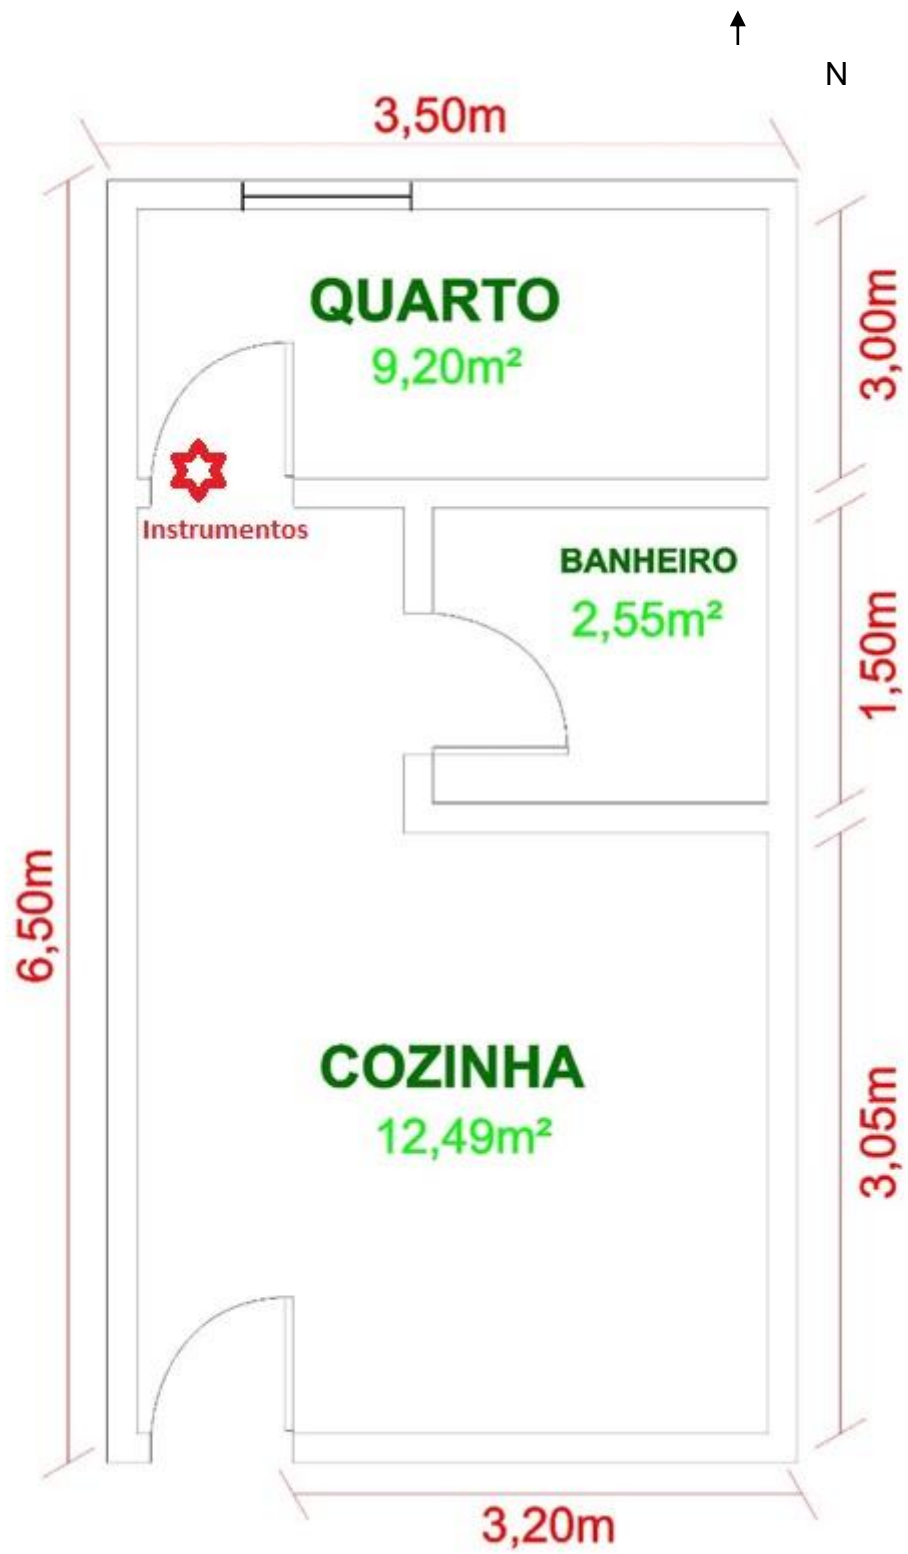 N
3,50m
QUARTO
9,20m²
3,00m
Instrumentos
BANHEIRO
2,55m²
1,50m
6,50m
COZINHA
12,49m²
3,05m
3,20m